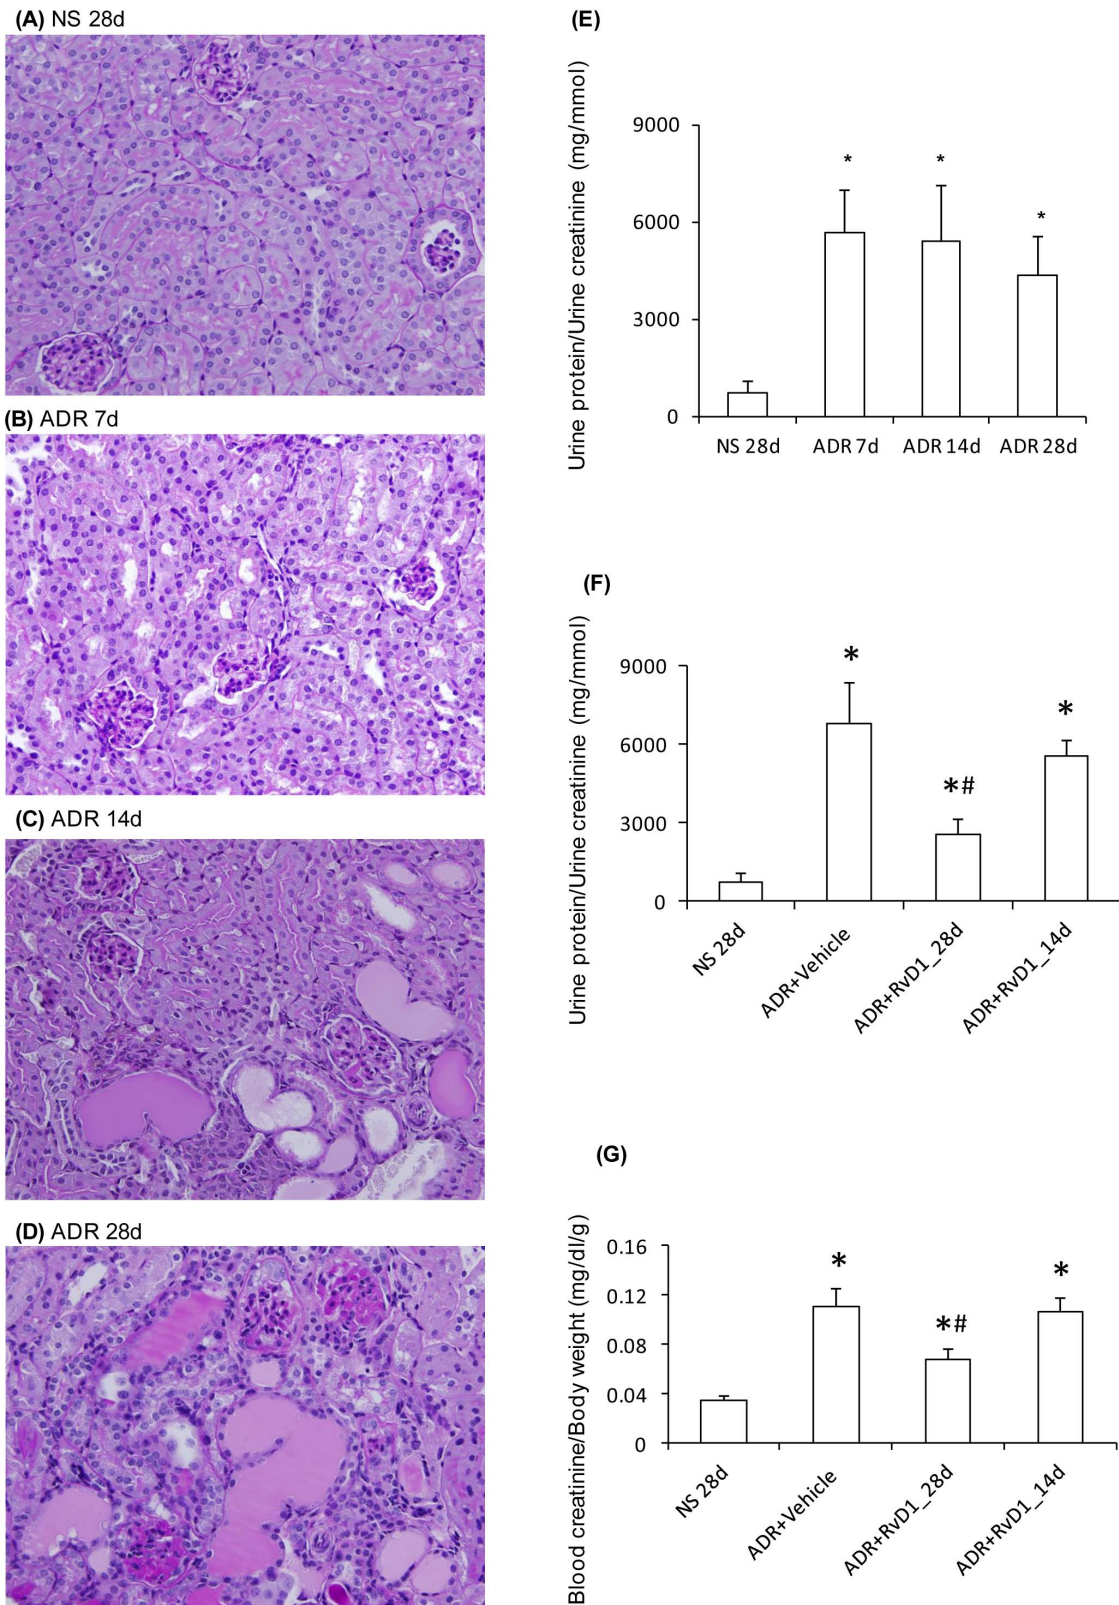 (A) NS 28d
(B) ADR 7d
(C) ADR 14d
(D) ADR 28d
(E)
Urine protein/Urine creatinine (mg/mmol)
9000
6000
3000
0
*
*
*
NS 28d
ADR 7d
ADR 14d
ADR 28d
(F)
Urine protein/Urine creatinine (mg/mmol)
9000
6000
3000
0
*
*#
*
NS 28d
ADR+Vehicle
ADR+RvD1_28d
ADR+RvD1_14d
(G)
Blood creatinine/Body weight (mg/dl/g)
0.16
0.12
0.08
0.04
0
*
*#
*
NS 28d
ADR+Vehicle
ADR+RvD1_28d
ADR+RvD1_14d